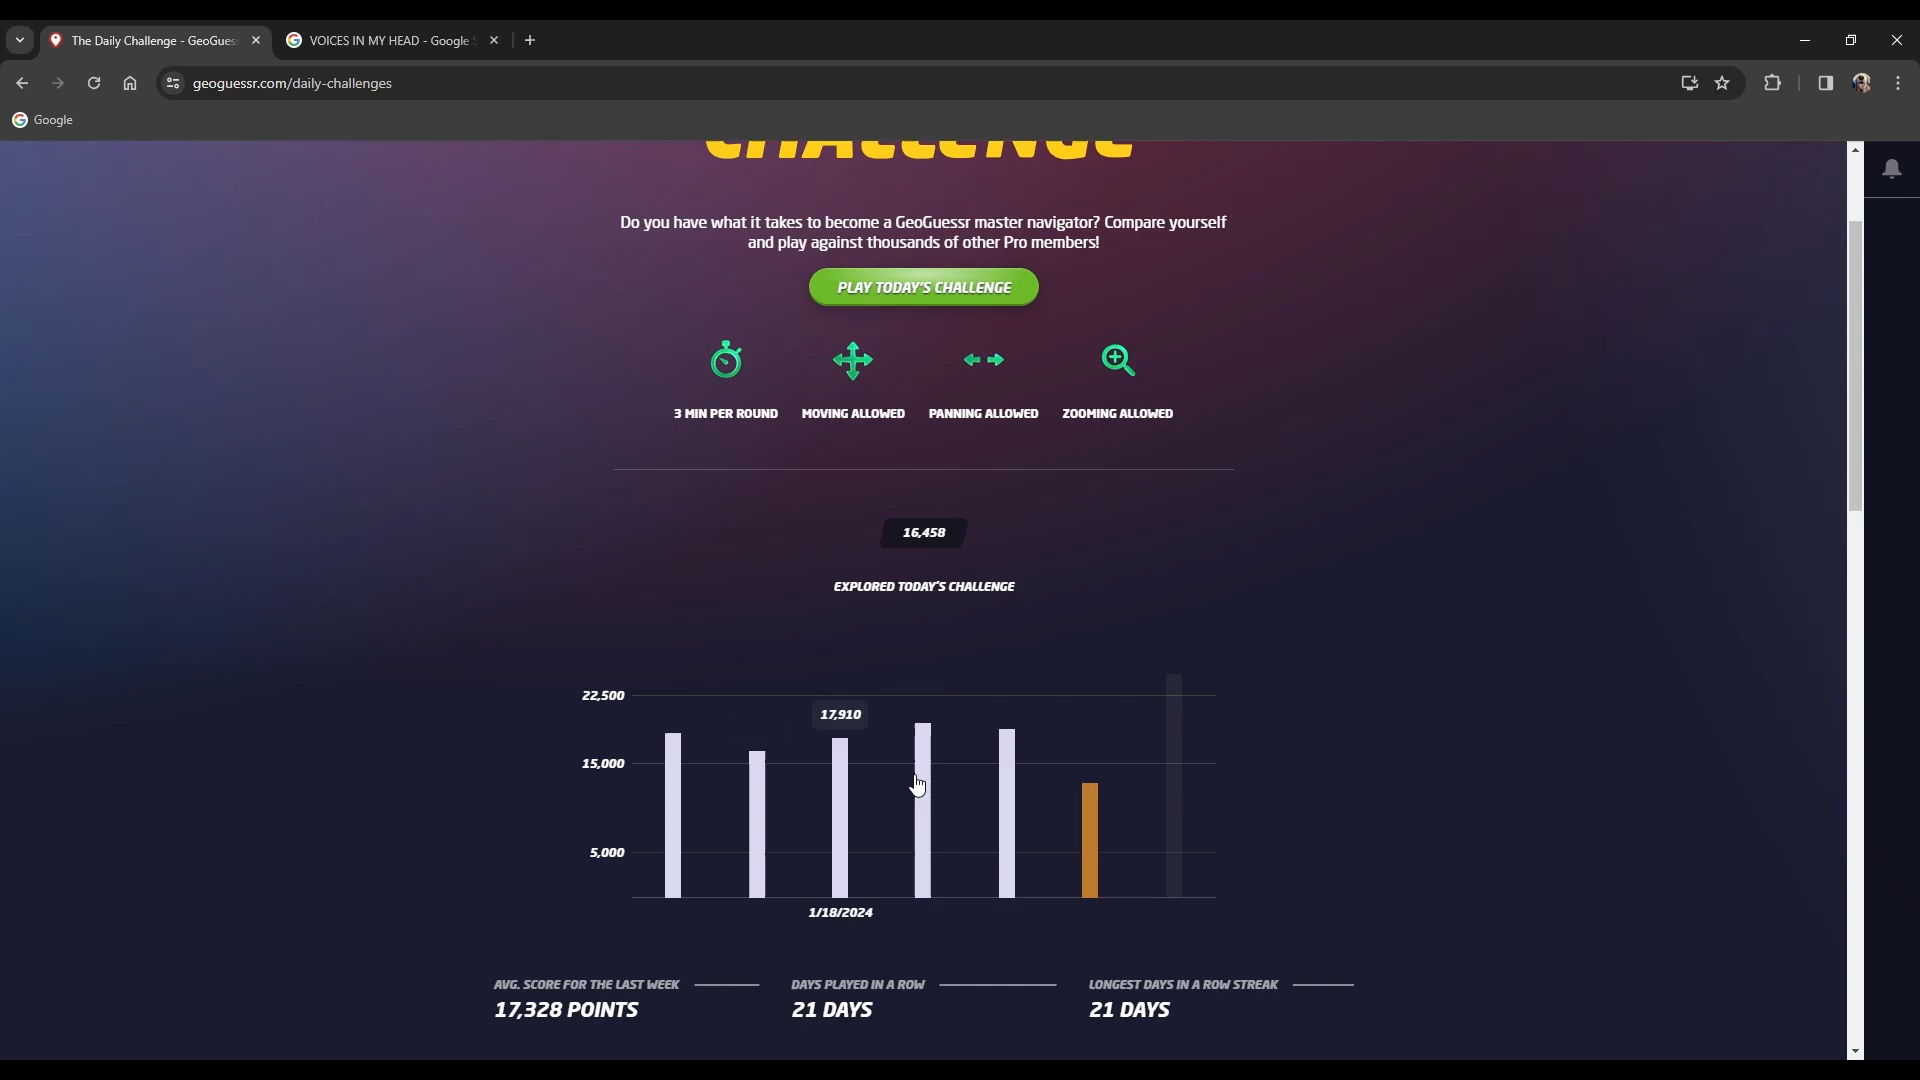 The Daily Challenge - GeoGues
VOICES IN MY HEAD - Google
geoguessr.com/daily-challenges
Google
CHALLENGE
Do you have what it takes to become a GeoGuessr master navigator? Compare yourself
and play against thousands of other Pro members!
PLAY TODAY'S CHALLENGE
3 MIN PER ROUND
MOVING ALLOWED
PANNING ALLOWED
ZOOMING ALLOWED
16,458
EXPLORED TODAY'S CHALLENGE
22,500
17,910
15,000
5,000
1/18/2024
AVG. SCORE FOR THE LAST WEEK
17,328 POINTS
DAYS PLAYED IN A ROW
21 DAYS
LONGEST DAYS IN A ROW STREAK
21 DAYS